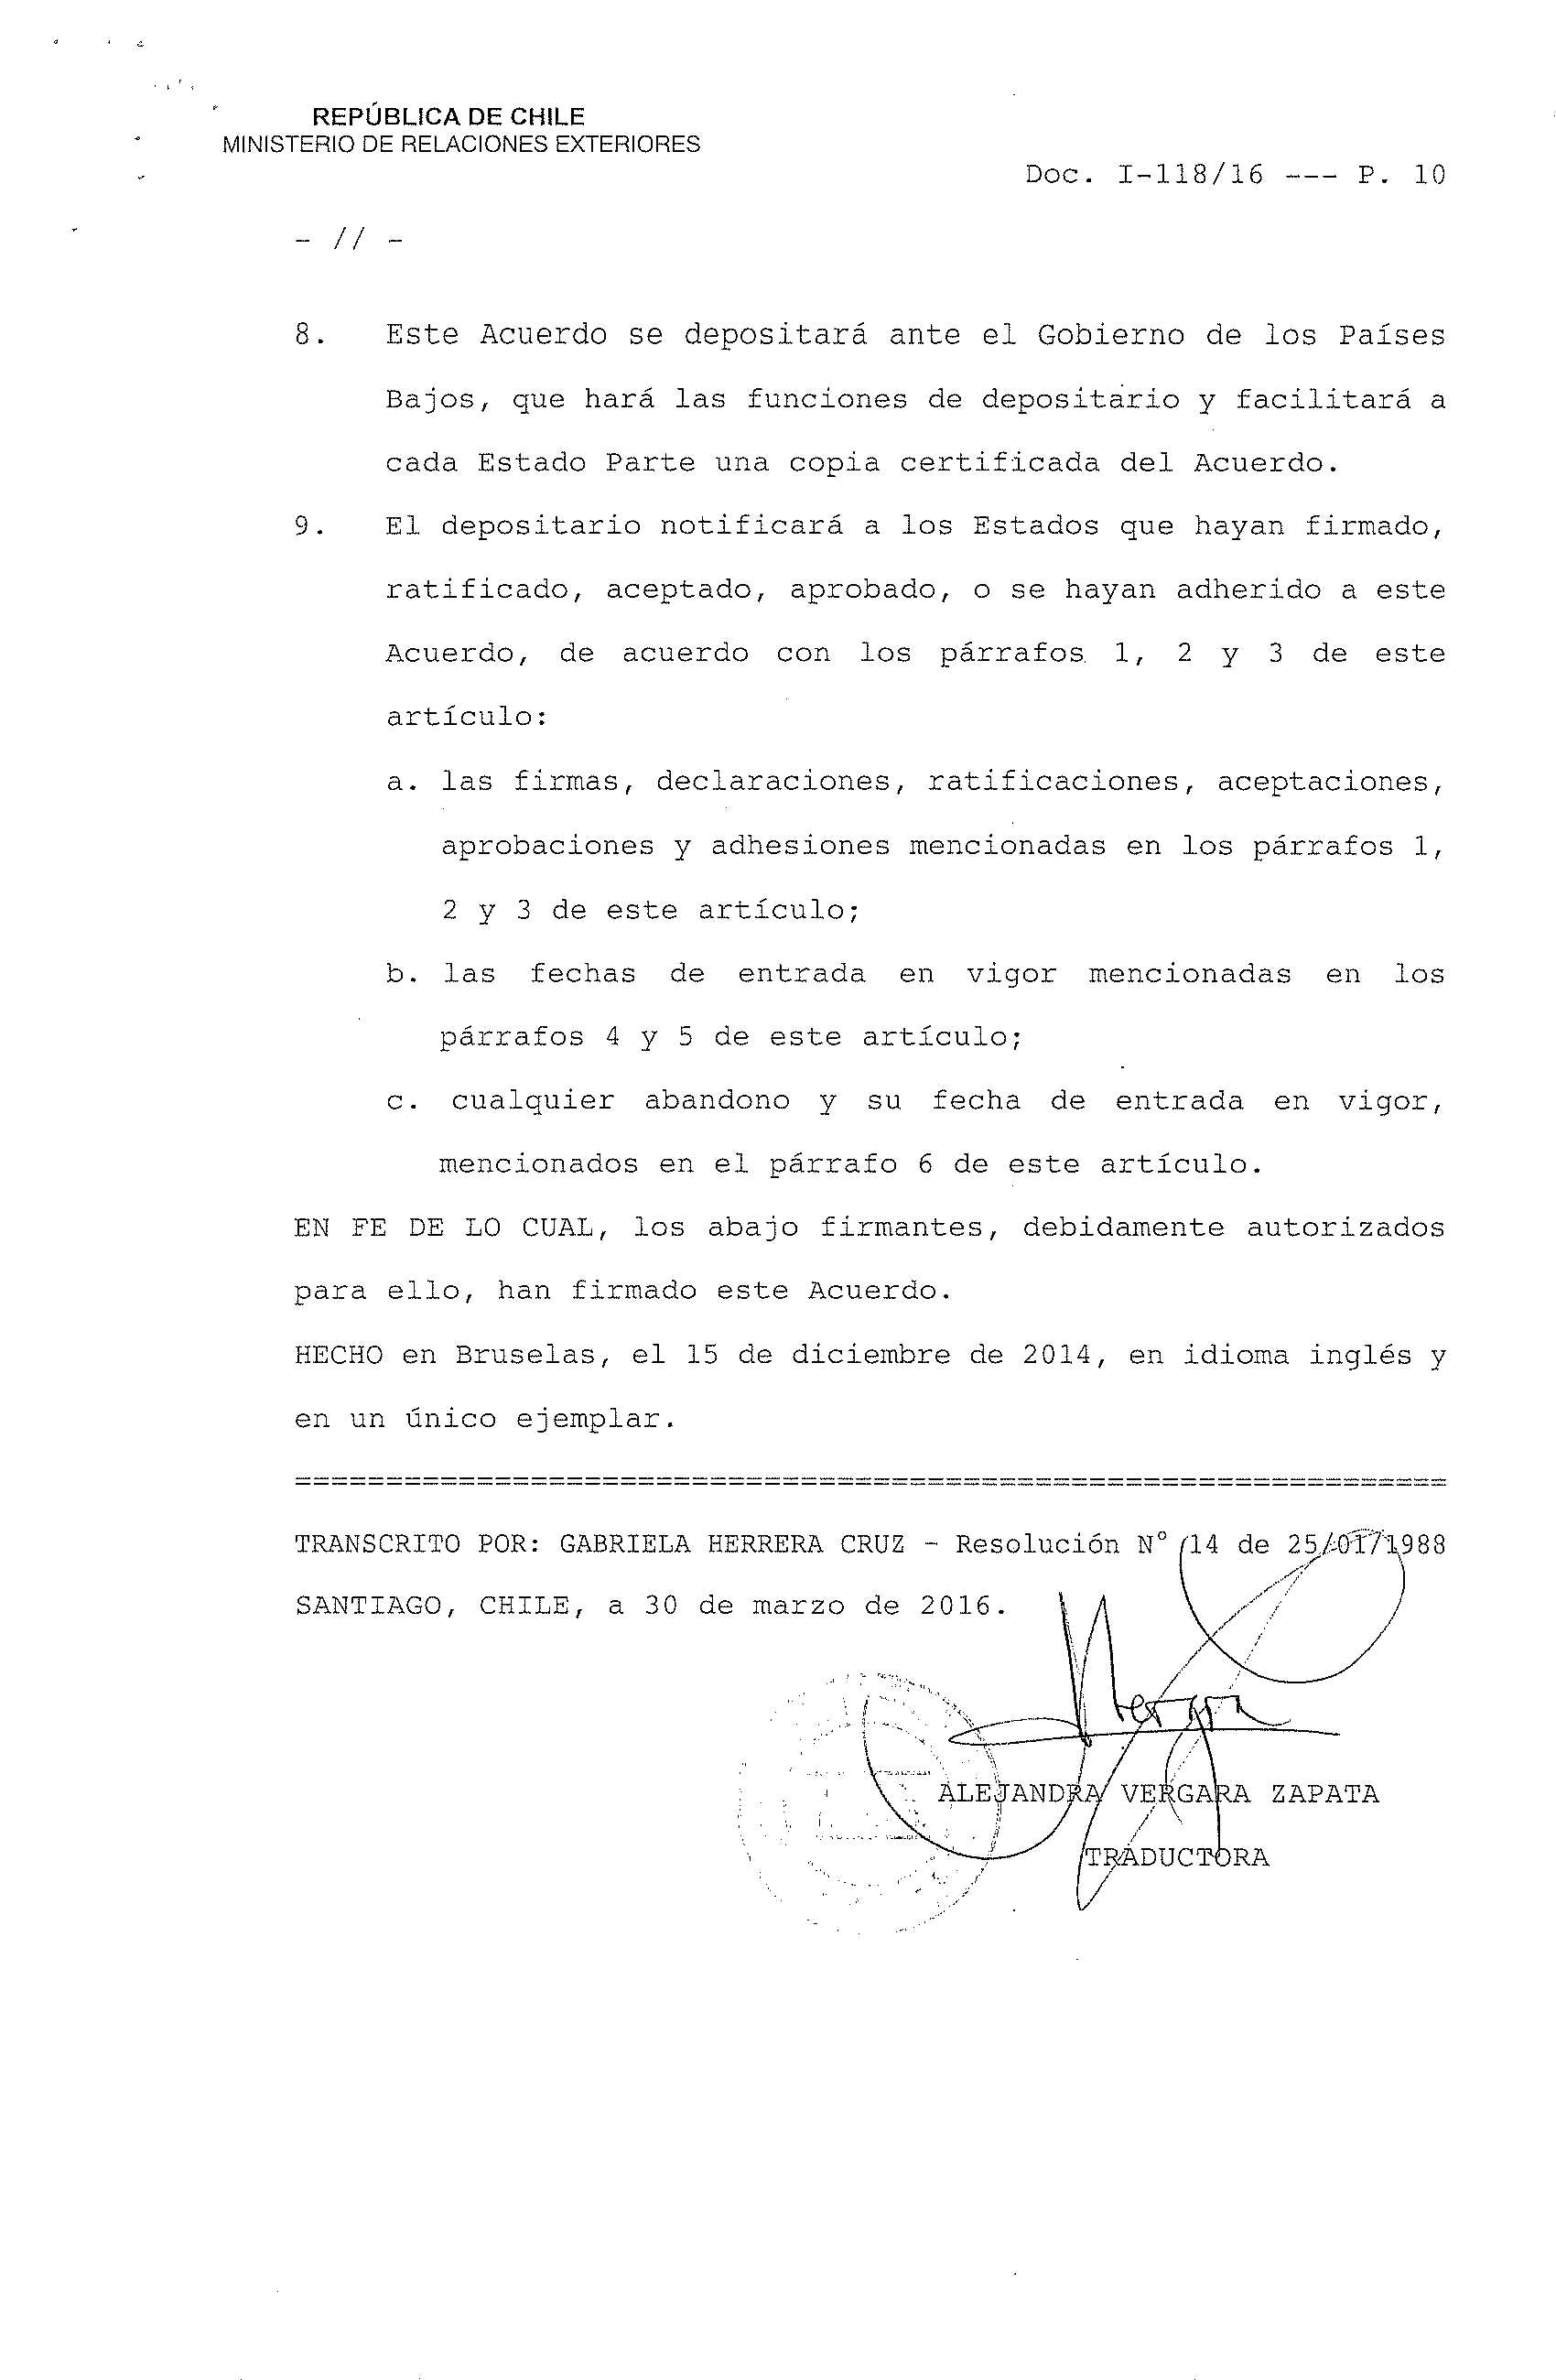 REPÚBLICA DE CHILE
MINISTERIO DE RELACIONES EXTERIORES
Doc. I-118/16 --- P. 10
- // -
8. Este Acuerdo se depositará ante el Gobierno de los Países
Bajos, que hará las funciones de depositario y facilitará a
cada Estado Parte una copia certificada del Acuerdo.
9. El depositario notificará a los Estados que hayan firmado,
ratificado, aceptado, aprobado, o se hayan adherido a este
Acuerdo, de acuerdo con los párrafos 1, 2 y 3 de este
artículo:
a. las firmas, declaraciones, ratificaciones, aceptaciones,
aprobaciones y adhesiones mencionadas en los párrafos 1,
2 y 3 de este artículo;
b. las fechas de entrada en vigor mencionadas en los
párrafos 4 y 5 de este artículo;
c. cualquier abandono y su fecha de entrada en vigor,
mencionados en el párrafo 6 de este artículo.
EN FE DE LO CUAL, los abajo firmantes, debidamente autorizados
para ello, han firmado este Acuerdo.
HECHO en Bruselas, el 15 de diciembre de 2014, en idioma inglés y
en un único ejemplar.
================================================================
TRANSCRITO POR: GABRIELA HERRERA CRUZ - Resolución N° 14 de 25/01/1988
SANTIAGO, CHILE, a 30 de marzo de 2016.
ALEJANDRA VERGARA ZAPATA
TRADUCTORA